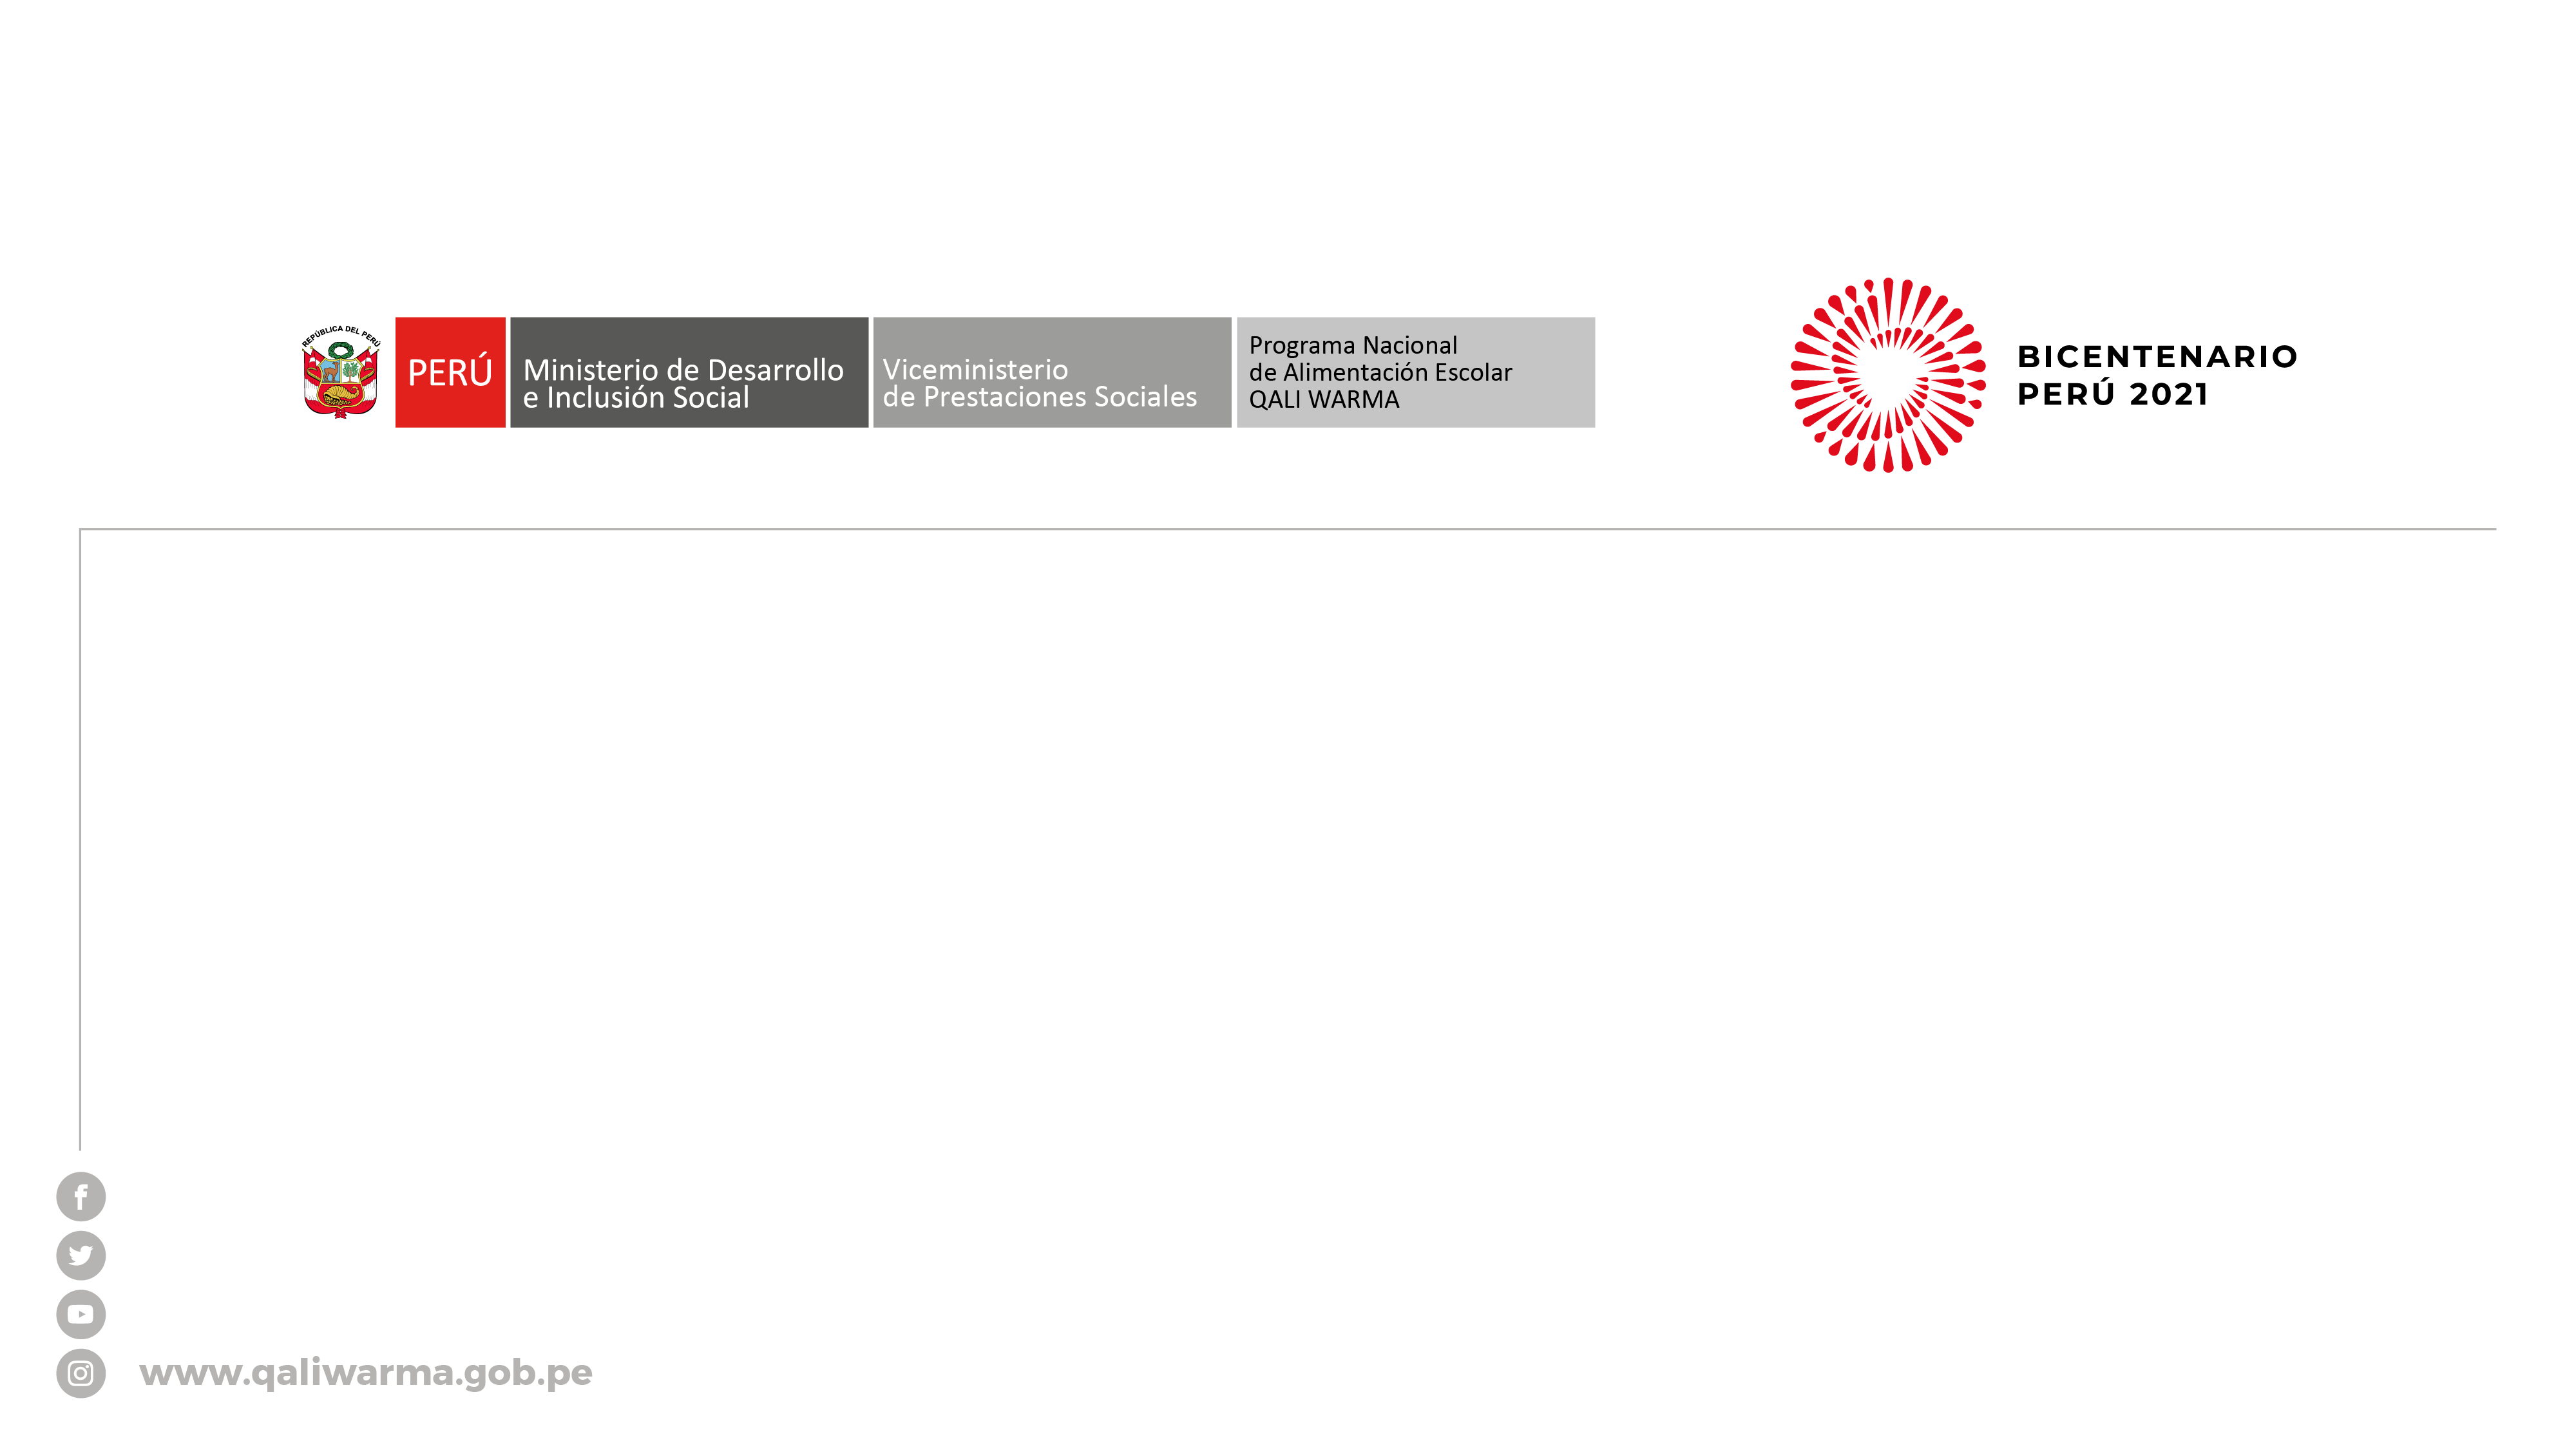 REPÚBLICA DEL PERÚ
PERÚ
Ministerio de Desarrollo
e Inclusión Social
Viceministerio
de Prestaciones Sociales
Programa Nacional
de Alimentación Escolar
QALI WARMA
BICENTENARIO
PERÚ 2021
www.qaliwarma.gob.pe